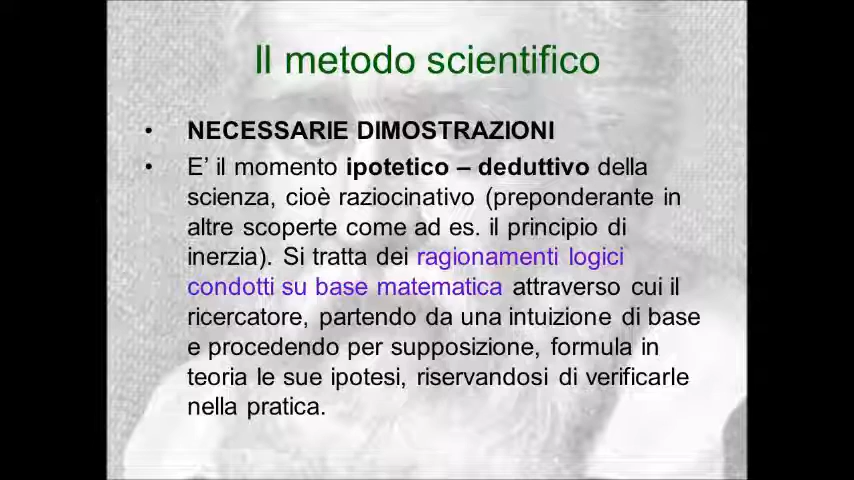 Il metodo scientifico
• NECESSARIE DIMOSTRAZIONI
• E’ il momento ipotetico – deduttivo della
scienza, cioè raziocinativo (preponderante in
altre scoperte come ad es. il principio di
inerzia). Si tratta dei ragionamenti logici
condotti su base matematica attraverso cui il
ricercatore, partendo da una intuizione di base
e procedendo per supposizione, formula in
teoria le sue ipotesi, riservandosi di verificarle
nella pratica.